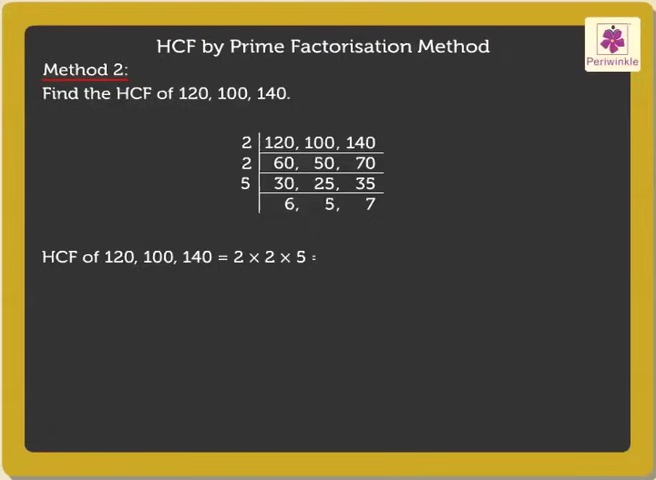 HCF by Prime Factorisation Method
Periwinkle
Method 2:
Find the HCF of 120, 100, 140.
2 120, 100, 140
2 60, 50, 70
5 30, 25, 35
6, 5, 7
HCF of 120, 100, 140 = 2 × 2 × 5 =